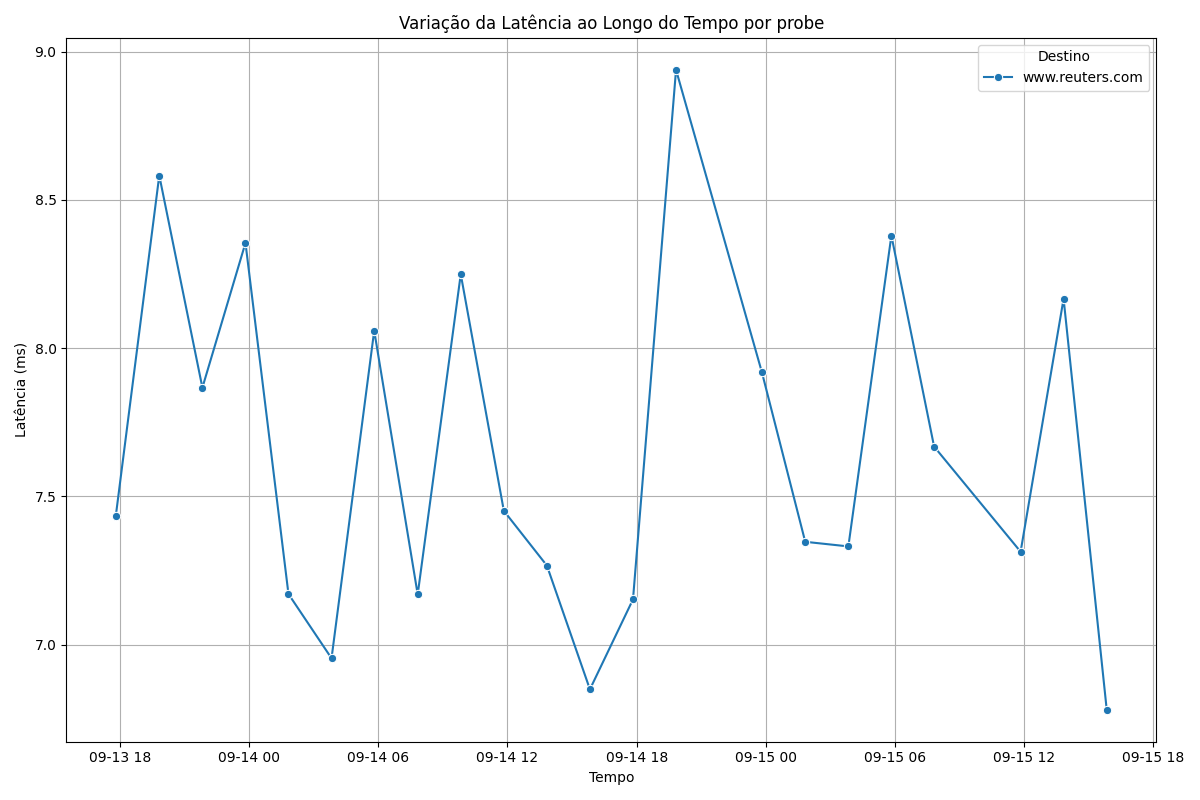 Variação da Latência ao Longo do Tempo por probe
Destino
www.reuters.com
Latência (ms)
9.0
8.5
8.0
7.5
7.0
09-13 18
09-14 00
09-14 06
09-14 12
09-14 18
09-15 00
09-15 06
09-15 12
09-15 18
Tempo